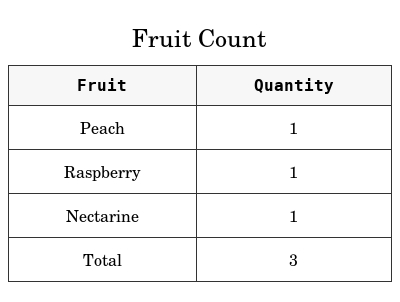 Fruit Count
Fruit Quantity
Peach 1
Raspberry 1
Nectarine 1
Total 3